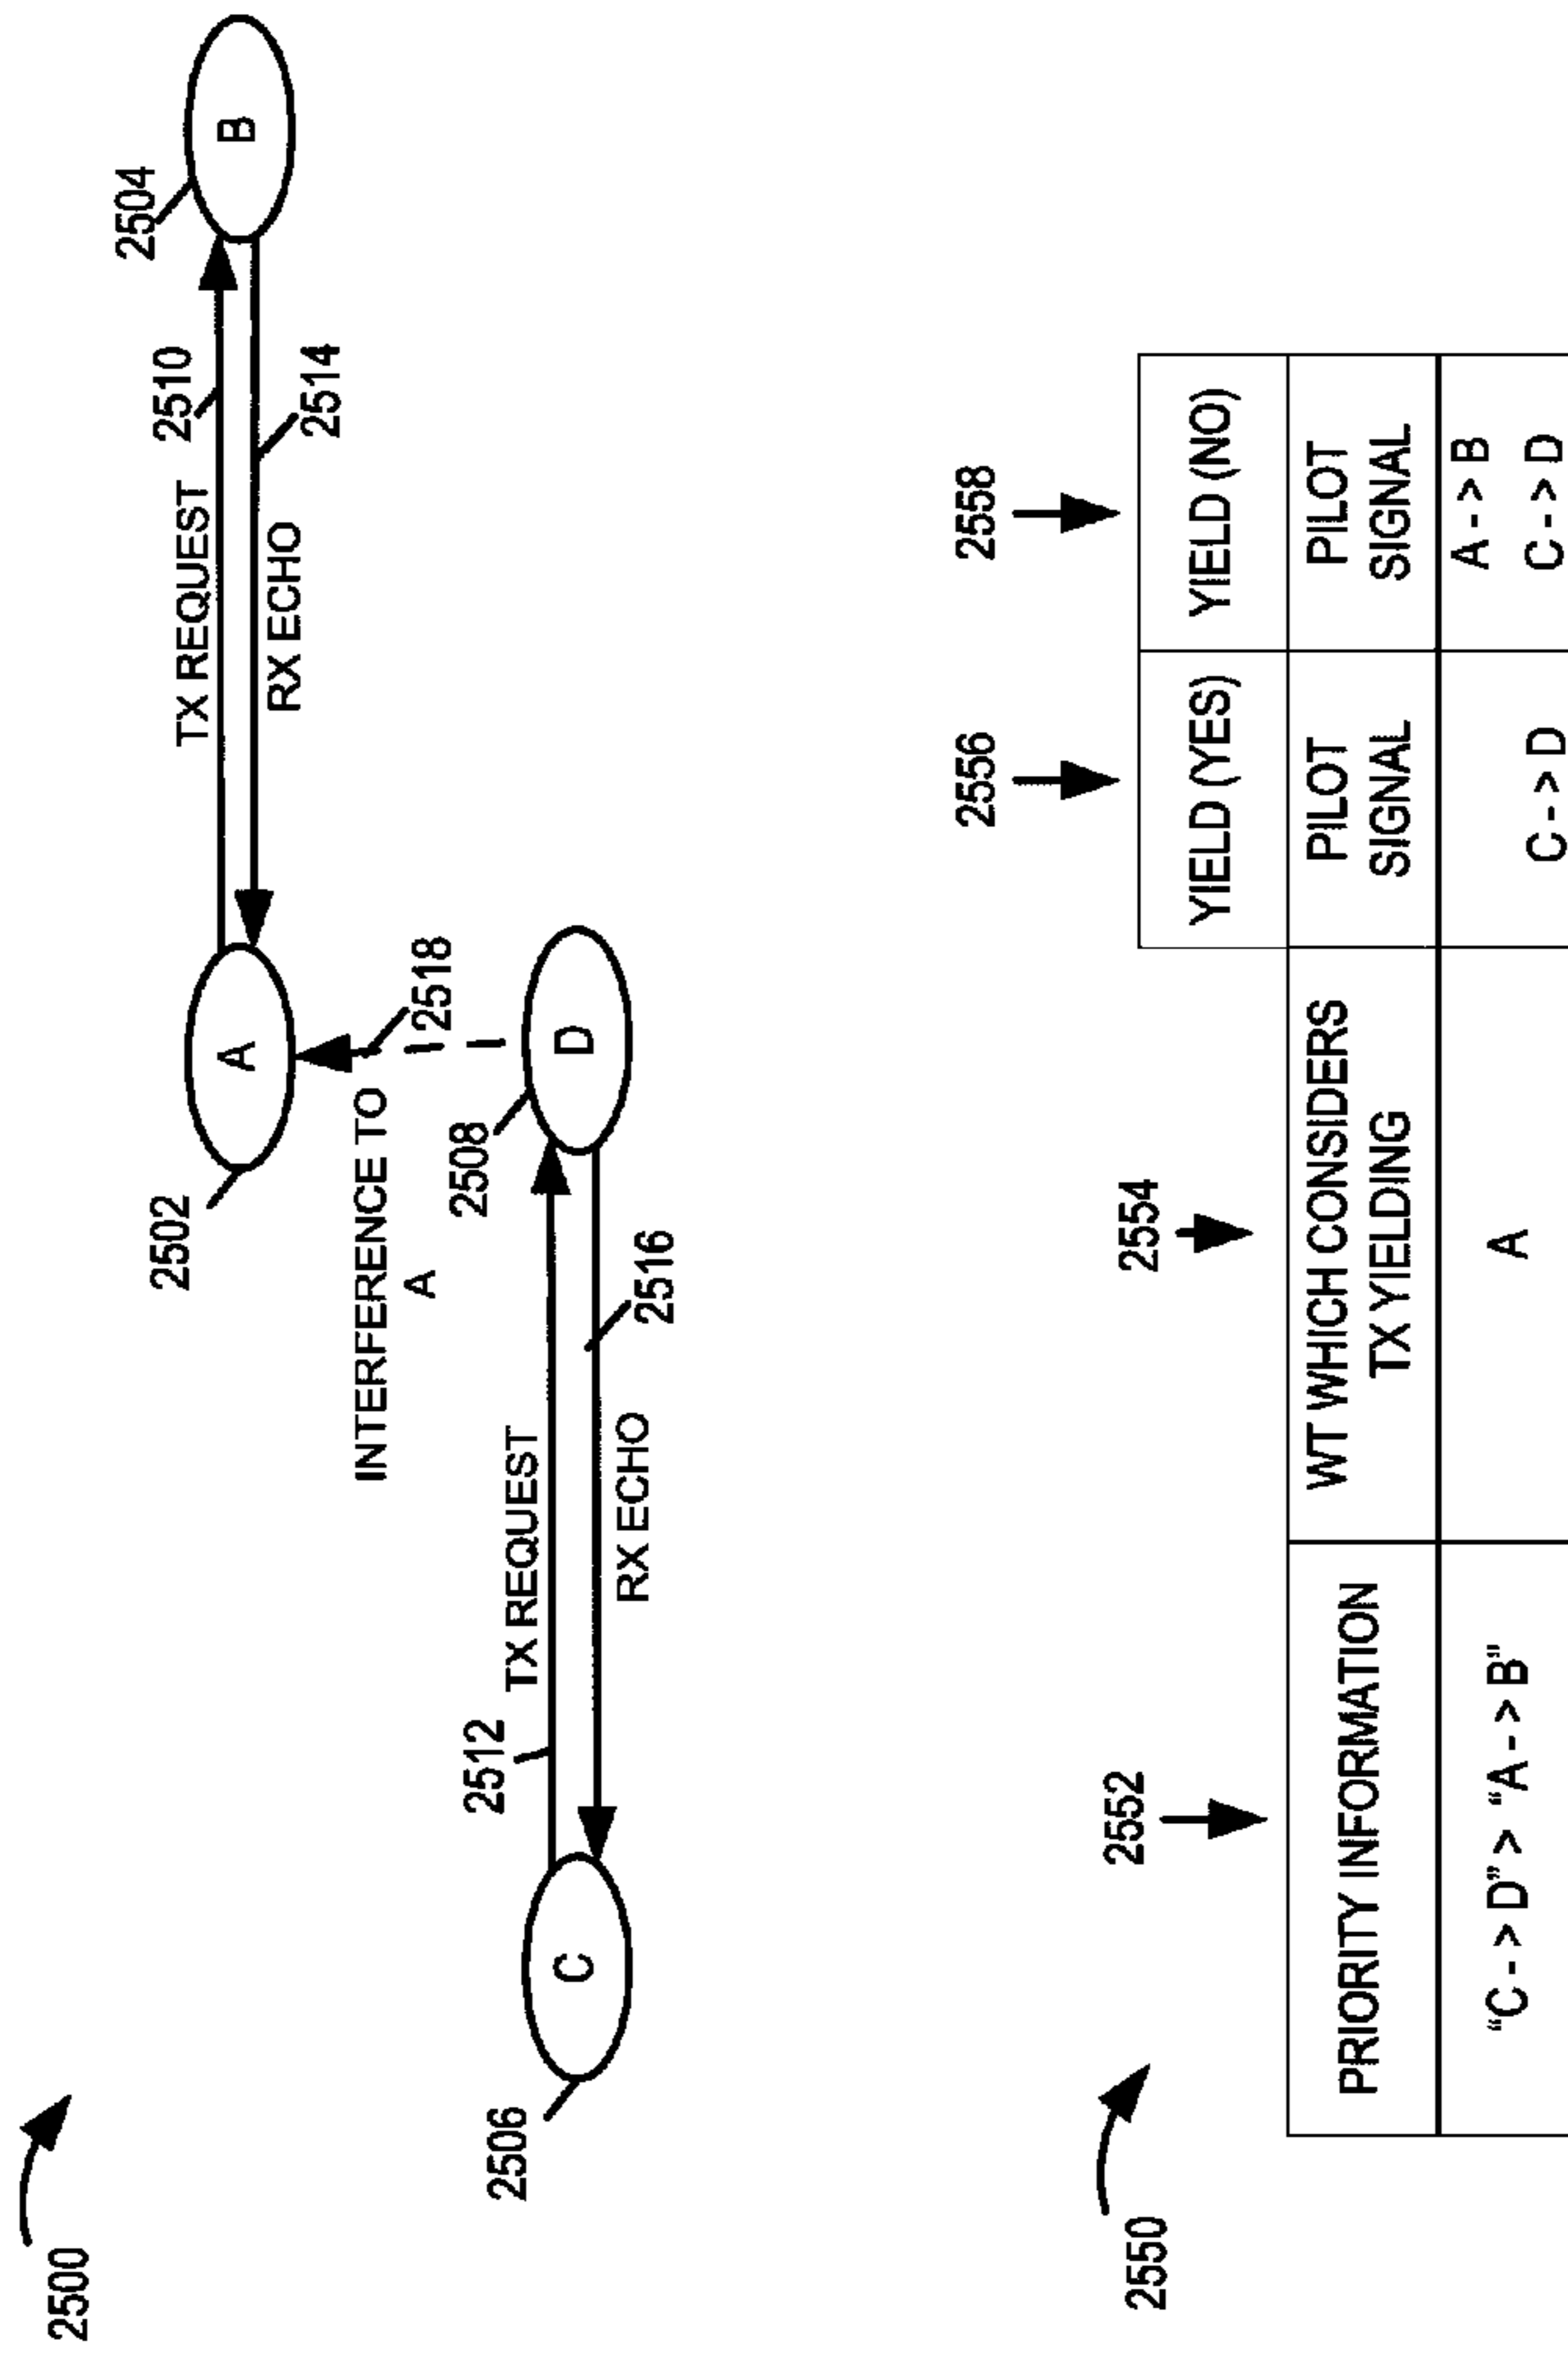 2500
2502
A
TX REQUEST
2510
2504
B
RX ECHO
2514
INTERFERENCE TO
A
2518
2506
C
2512
TX REQUEST
2508
D
RX ECHO
2516
2550
2552
2554
2556
2558
YIELD (YES)
YIELD (NO)
PRIORITY INFORMATION
WT WHICH CONSIDERS
TX YIELDING
PILOT
SIGNAL
PILOT
SIGNAL
“C - > D” > “A - > B”
A
C - > D
A - > B
C - > D